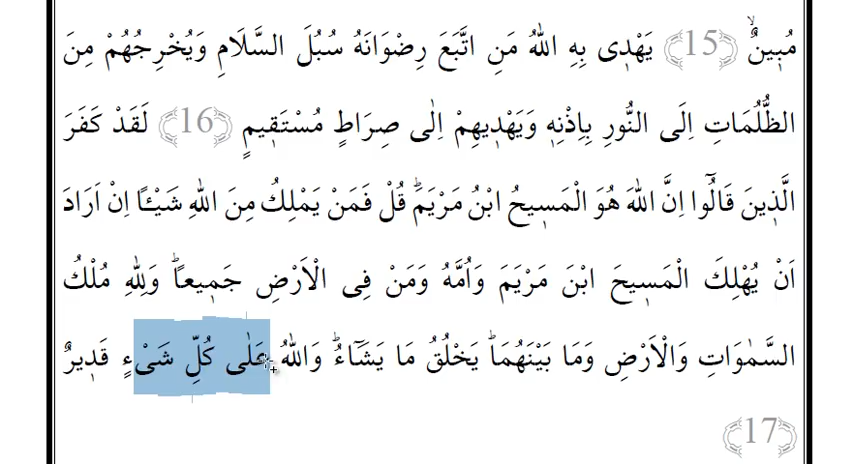 مُبٖينٌۙ ﴿15﴾ يَهْدٖى بِهِ اللّٰهُ مَنِ اتَّبَعَ رِضْوَانَهُ سُبُلَ السَّلَامِ وَيُخْرِجُهُمْ مِنَ
الظُّلُمَاتِ اِلَى النُّورِ بِاِذْنِهٖ وَيَهْدٖيهِمْ اِلٰى صِرَاطٍ مُسْتَقٖيمٍ ﴿16﴾ لَقَدْ كَفَرَ
الَّذٖينَ قَالُٓوا اِنَّ اللّٰهَ هُوَ الْمَسٖيحُ ابْنُ مَرْيَمَؕ قُلْ فَمَنْ يَمْلِكُ مِنَ اللّٰهِ شَيْـًٔا اِنْ اَرَادَ
اَنْ يُهْلِكَ الْمَسٖيحَ ابْنَ مَرْيَمَ وَاُمَّهُ وَمَنْ فِى الْاَرْضِ جَمٖيعًاؕ وَلِلّٰهِ مُلْكُ
السَّمٰوَاتِ وَالْاَرْضِ وَمَا بَيْنَهُمَاؕ يَخْلُقُ مَا يَشَٓاءُؕ وَاللّٰهُ عَلٰى كُلِّ شَیْءٍ قَدٖيرٌ
﴿17﴾